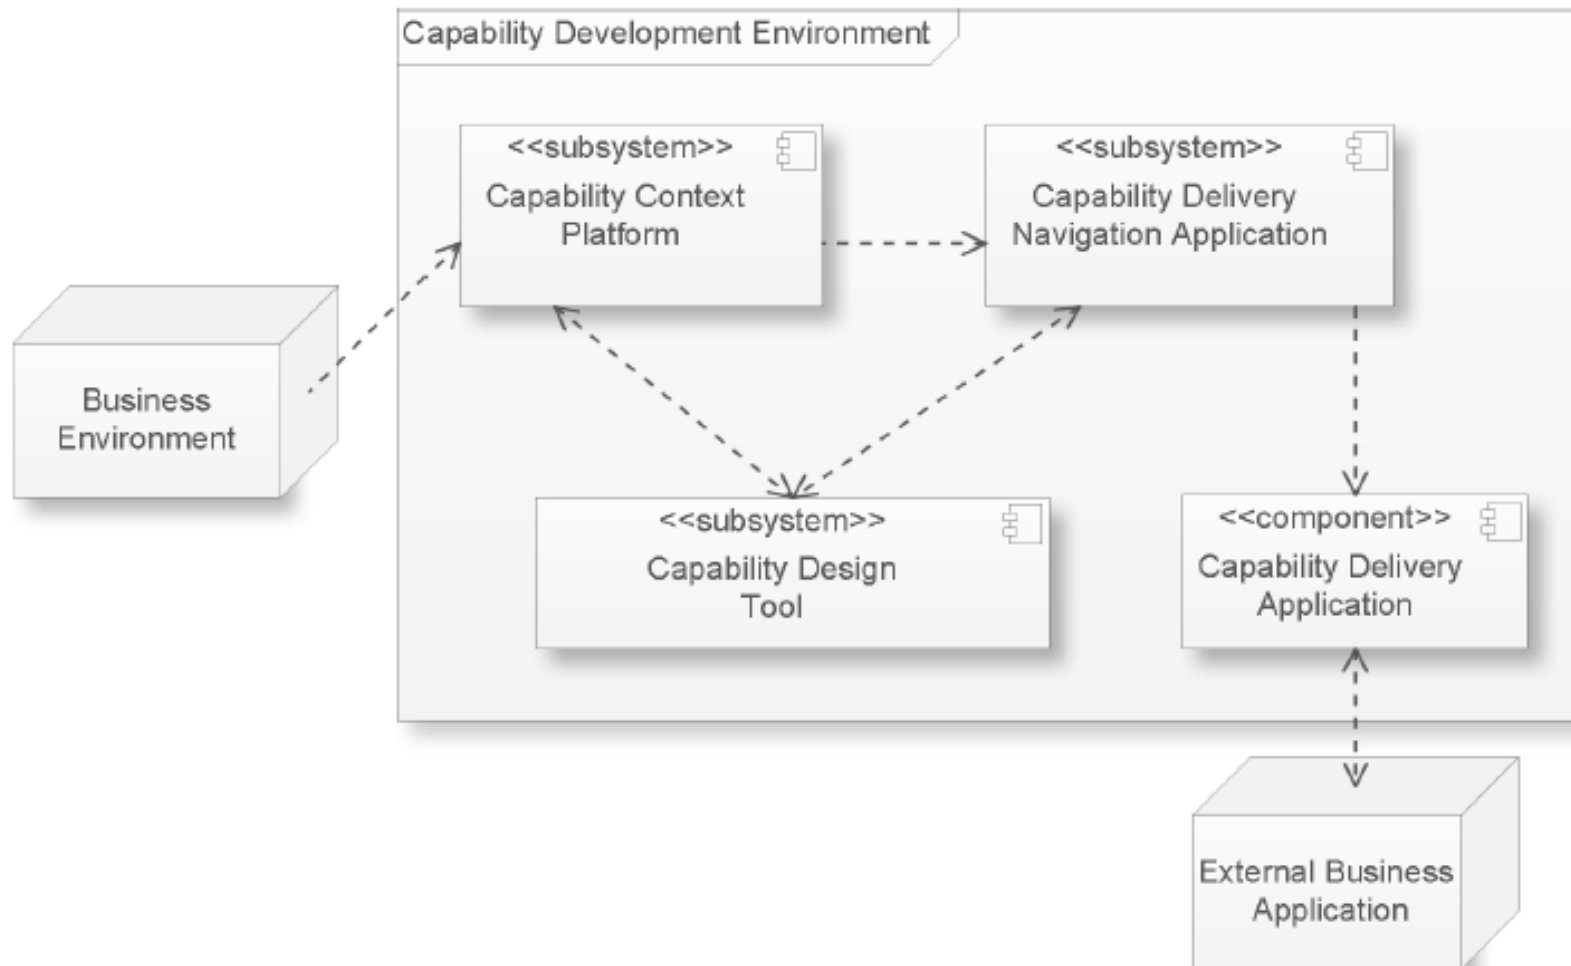 Capability Development Environment
<<subsystem>>
Capability Context
Platform
<<subsystem>>
Capability Delivery
Navigation Application
Business
Environment
<<subsystem>>
Capability Design
Tool
<<component>>
Capability Delivery
Application
External Business
Application